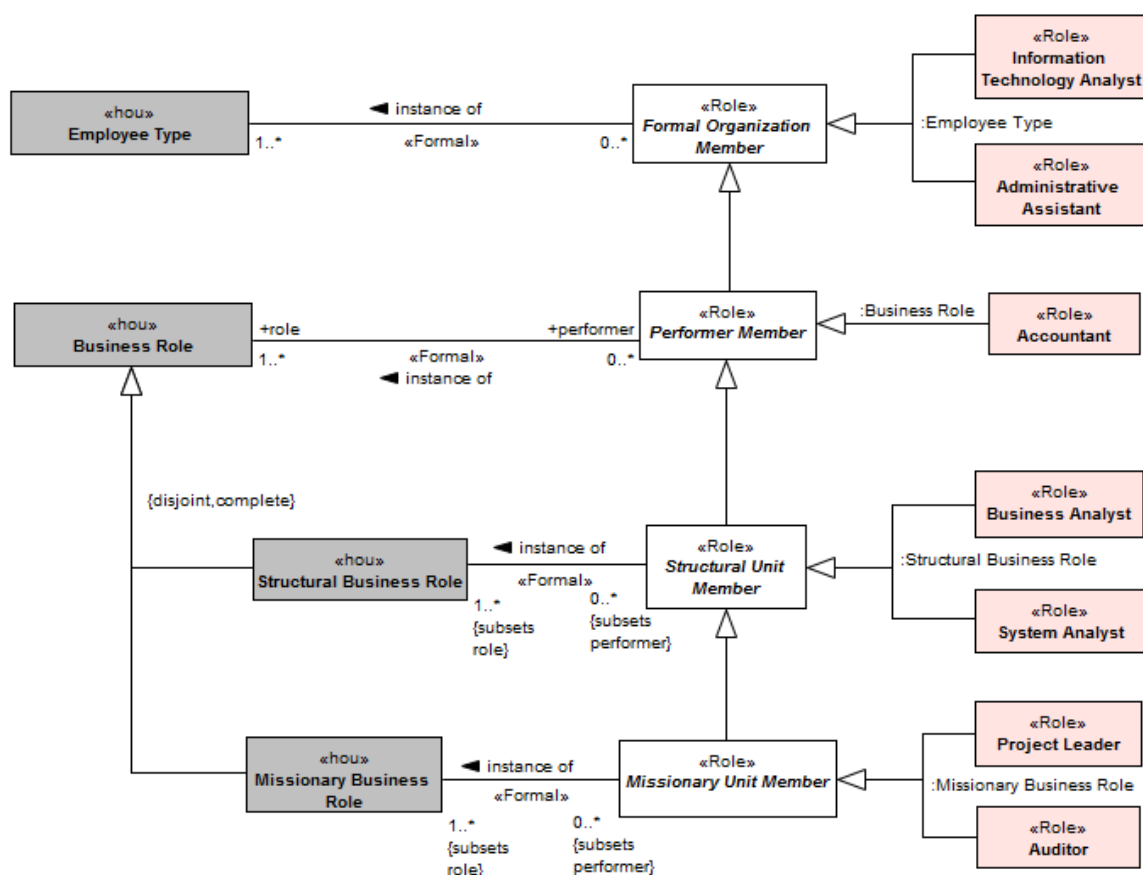 «Role»
Information
Technology Analyst
«hou»
Employee Type
◄ instance of
«Formal»
1..*
0..*
«Role»
Formal Organization
Member
:Employee Type
«Role»
Administrative
Assistant
«hou»
Business Role
+role
1..*
«Formal»
◄ instance of
+performer
0..*
«Role»
Performer Member
:Business Role
«Role»
Accountant
{disjoint,complete}
«hou»
Structural Business Role
◄ instance of
«Formal»
1..*
{subsets
role}
0..*
{subsets
performer}
«Role»
Structural Unit
Member
«Role»
Business Analyst
:Structural Business Role
«Role»
System Analyst
«hou»
Missionary Business
Role
◄ instance of
«Formal»
1..*
{subsets
role}
0..*
{subsets
performer}
«Role»
Missionary Unit Member
«Role»
Project Leader
:Missionary Business Role
«Role»
Auditor